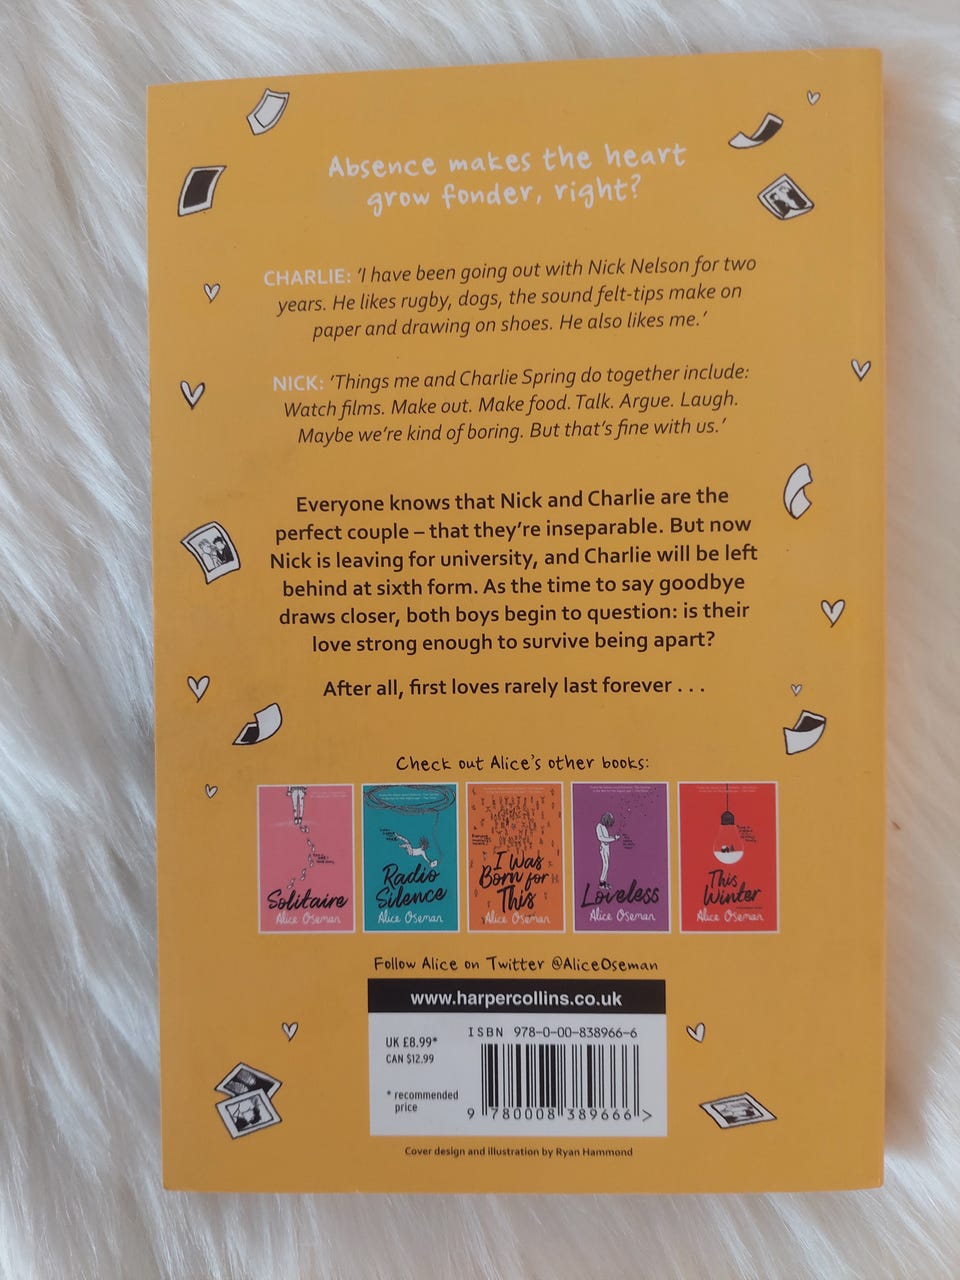 Absence makes the heart
grow fonder, right?
CHARLIE: 'I have been going out with Nick Nelson for two
years. He likes rugby, dogs, the sound felt-tips make on
paper and drawing on shoes. He also likes me.'
NICK: 'Things me and Charlie Spring do together include:
Watch films. Make out. Make food. Talk. Argue. Laugh.
Maybe we're kind of boring. But that's fine with us.'
Everyone knows that Nick and Charlie are the
perfect couple – that they're inseparable. But now
Nick is leaving for university, and Charlie will be left
behind at sixth form. As the time to say goodbye
draws closer, both boys begin to question: is their
love strong enough to survive being apart?
After all, first loves rarely last forever . . .
Check out Alice's other books:
Solitaire
Alice Oseman
Radio
Silence
Alice Oseman
I Was
Born for
This
Alice Oseman
Loveless
Alice Oseman
This
Winter
Alice Oseman
Follow Alice on Twitter @AliceOseman
www.harpercollins.co.uk
ISBN 978-0-00-838966-6
UK £8.99*
CAN $12.99
* recommended
price
9 780008 389666 >
Cover design and illustration by Ryan Hammond